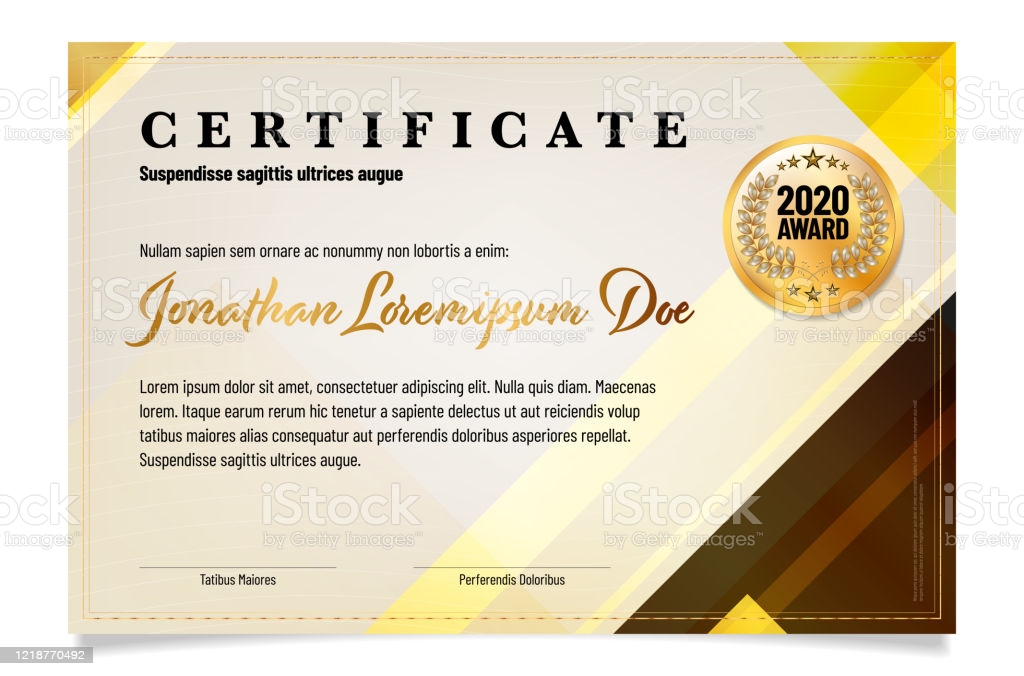 CERTIFICATE
Suspendisse sagittis ultrices augue
2020
AWARD
Nullam sapien sem ornare ac nonummy non lobortis a enim:
Jonathan Loremipsum Doe
Lorem ipsum dolor sit amet, consectetuer adipiscing elit. Nulla quis diam. Maecenas
lorem. Itaque earum rerum hic tenetur a sapiente delectus ut aut reiciendis volup
tatibus maiores alias consequatur aut perferendis doloribus asperiores repellat.
Suspendisse sagittis ultrices augue.
Tatibus Maiores
Perferendis Doloribus
iStock
by Getty Images™
1218770492